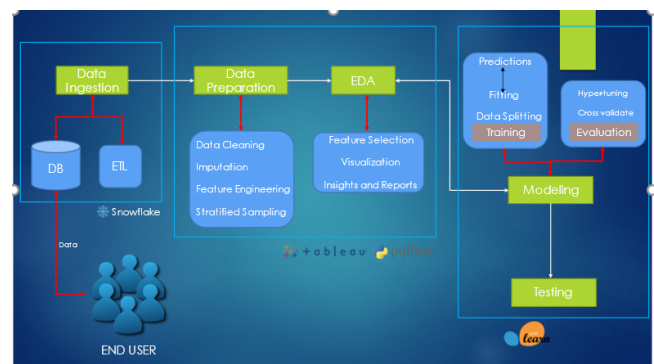 Data
Ingestion
DB
ETL
Snowflake
Data
END USER
Data
Preparation
Data Cleaning
Imputation
Feature Engineering
Stratified Sampling
EDA
Feature Selection
Visualization
Insights and Reports
+ableau
python
Predictions
Fitting
Data Splitting
Training
Hypertuning
Cross validate
Evaluation
Modeling
Testing
learn